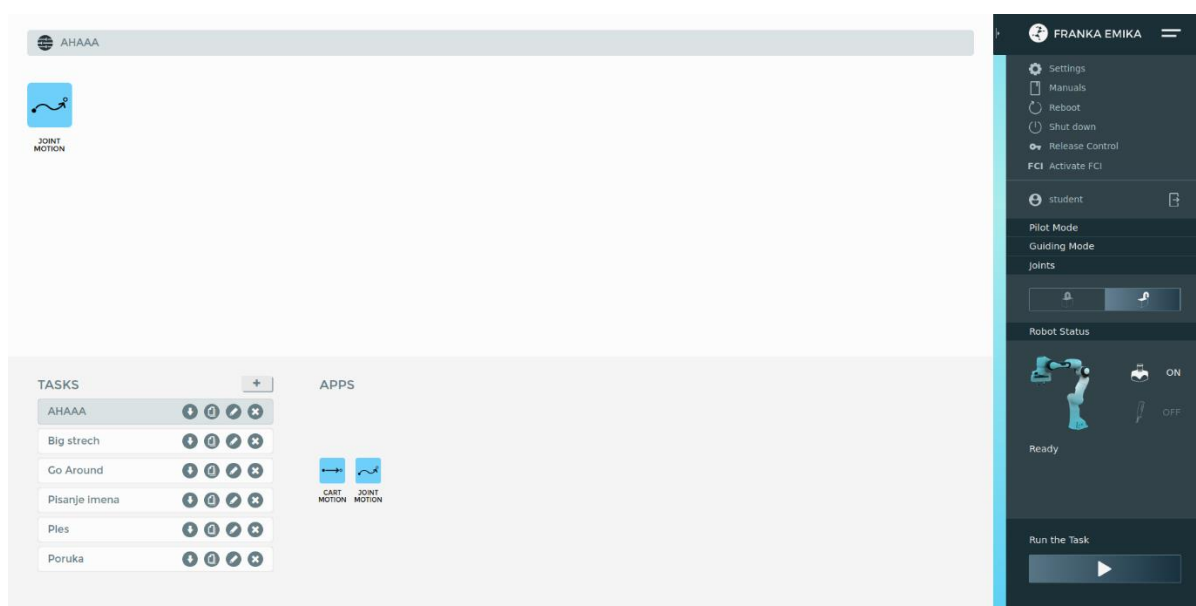 AHAAA
JOINT
MOTION
TASKS
+
AHAAA
Big strech
Go Around
Pisanje imena
Ples
Poruka
APPS
CART
MOTION
JOINT
MOTION
FRANKA EMIKA
Settings
Manuals
Reboot
Shut down
Release Control
FCI Activate FCI
student
Pilot Mode
Guiding Mode
Joints
Robot Status
ON
OFF
Ready
Run the Task